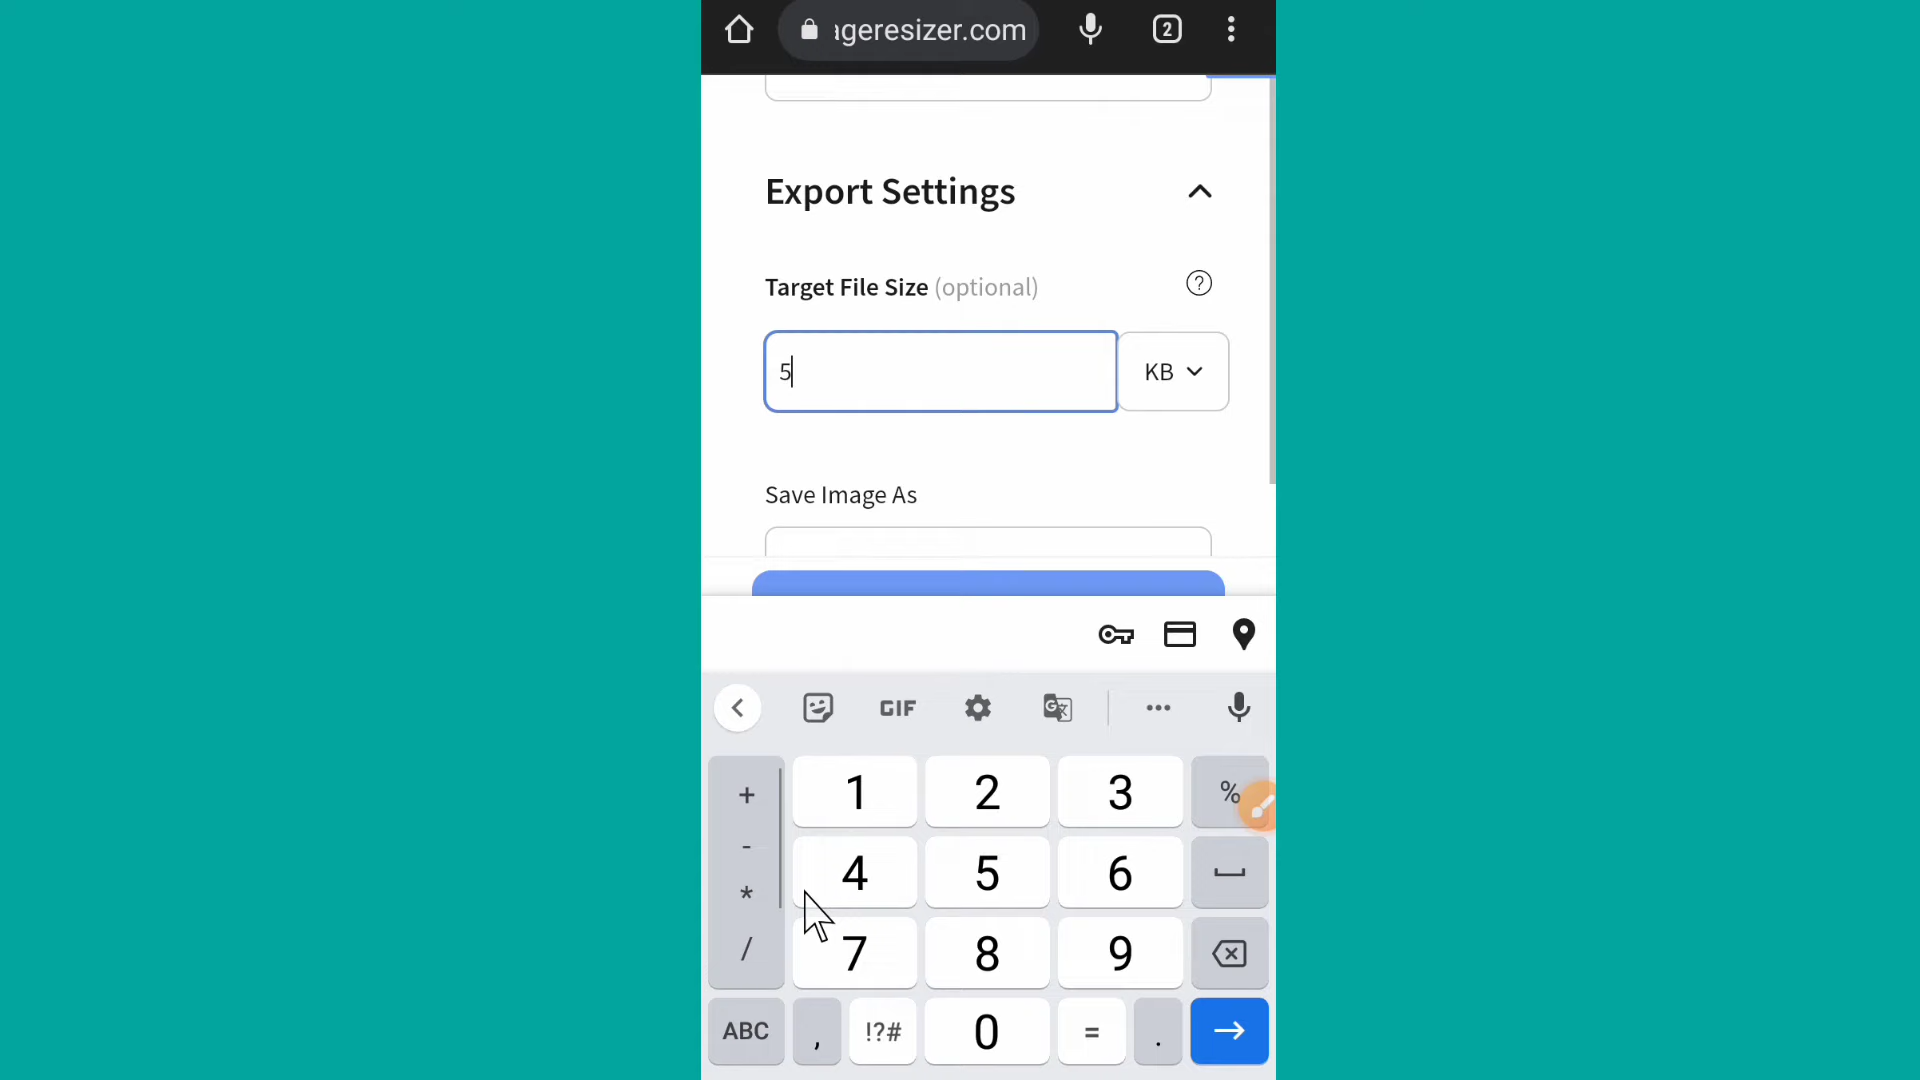 ageresizer.com 2
Export Settings
Target File Size (optional) ?
5 KB
Save Image As
GIF
+ 1 2 3 %
- 4 5 6
*
/ 7 8 9
ABC , !?# 0 = .